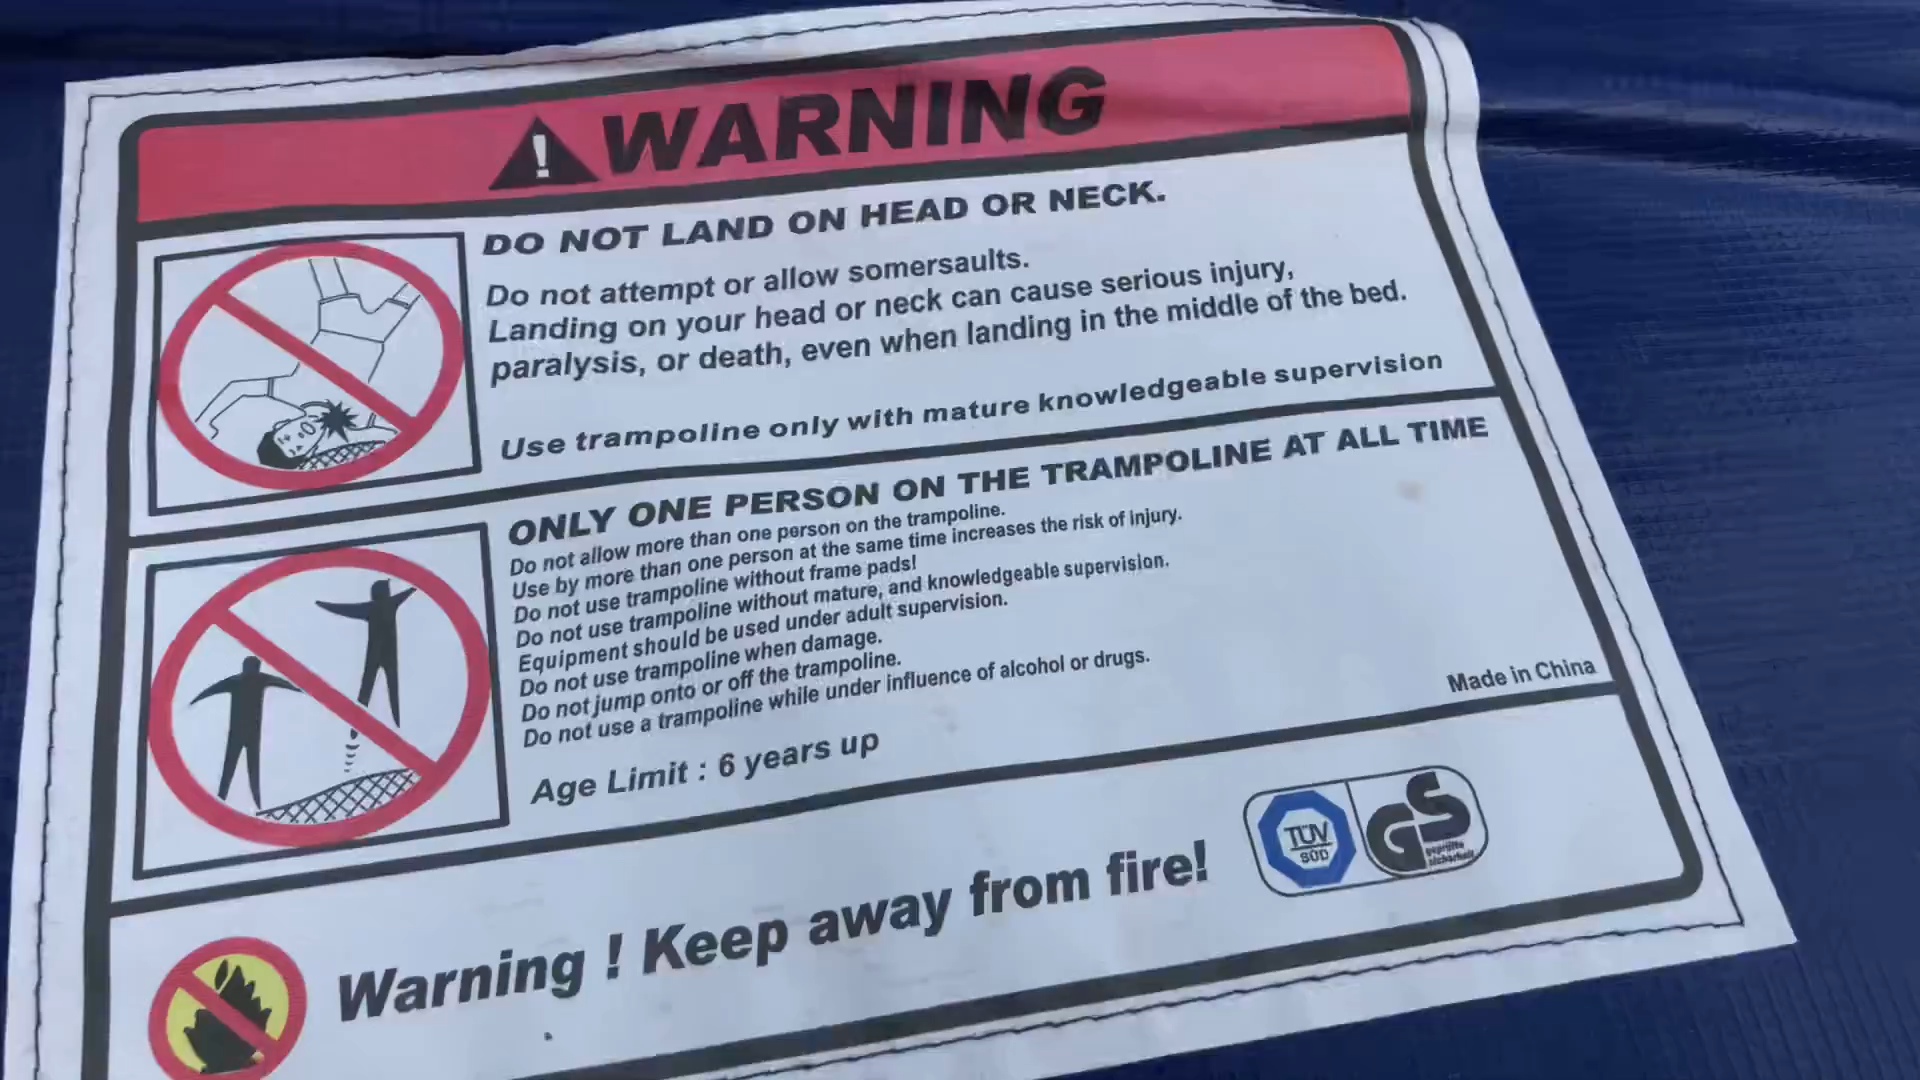 ! WARNING
DO NOT LAND ON HEAD OR NECK.
Do not attempt or allow somersaults.
Landing on your head or neck can cause serious injury,
paralysis, or death, even when landing in the middle of the bed.
Use trampoline only with mature knowledgeable supervision
ONLY ONE PERSON ON THE TRAMPOLINE AT ALL TIME
Do not allow more than one person on the trampoline.
Use by more than one person at the same time increases the risk of injury.
Do not use trampoline without frame pads!
Do not use trampoline without mature, and knowledgeable supervision.
Equipment should be used under adult supervision.
Do not use trampoline when damage.
Do not jump onto or off the trampoline.
Do not use a trampoline while under influence of alcohol or drugs.
Made in China
Age Limit : 6 years up
Warning ! Keep away from fire!
TÜV
SÜD
GS
geprüfte
sicherheit